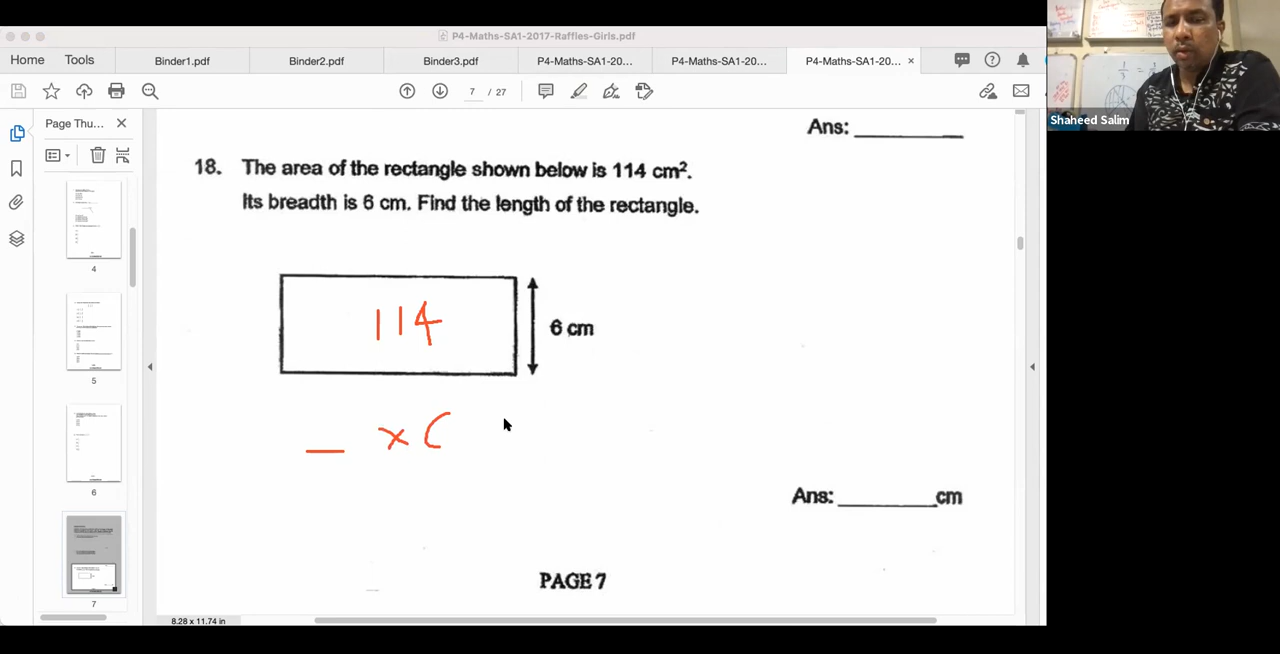 P4-Maths-SA1-2017-Raffles-Girls.pdf
Home Tools Binder1.pdf Binder2.pdf Binder3.pdf P4-Maths-SA1-20... P4-Maths-SA1-20... P4-Maths-SA1-20... ×
7 / 27
Page Thu...
4
5
6
7
Ans:
18. The area of the rectangle shown below is 114 cm².
Its breadth is 6 cm. Find the length of the rectangle.
114
6 cm
_ × (
Ans: ________cm
PAGE 7
8.28 x 11.74 in
Shaheed Salim